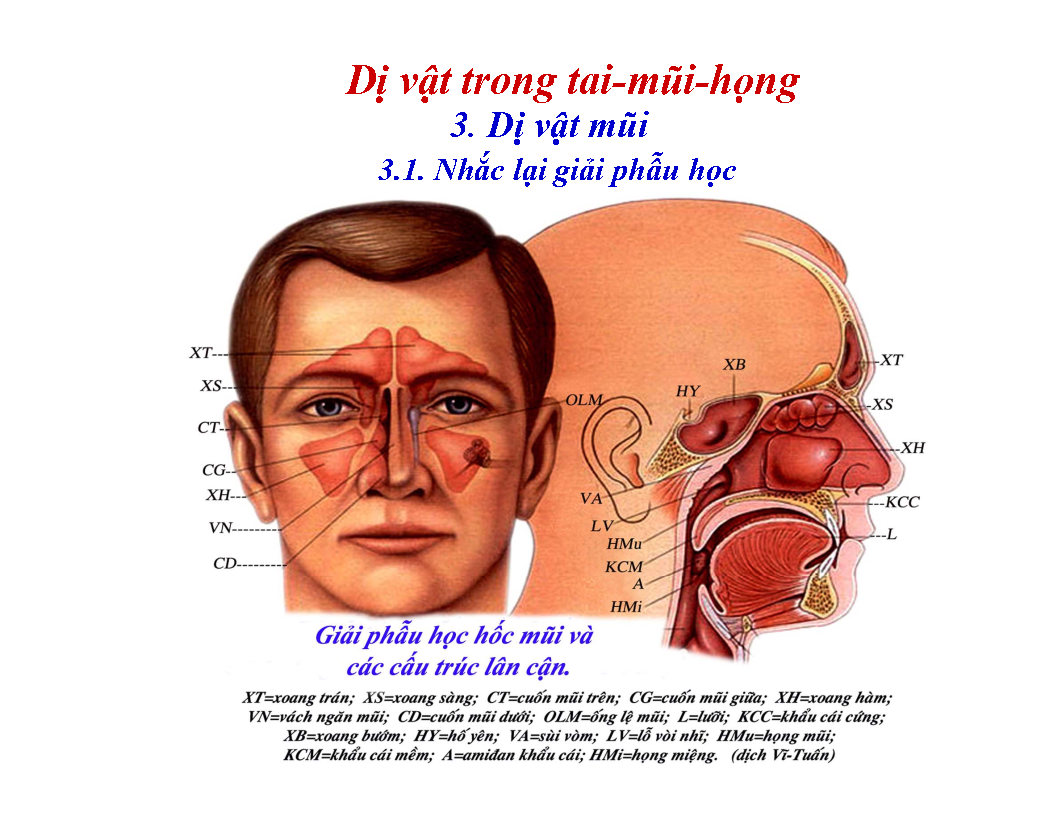 Dị vật trong tai-mũi-họng
3. Dị vật mũi
3.1. Nhắc lại giải phẫu học
XT
XS
CT
CG
XH
VN
CD
OLM
HY
XB
XT
XS
XH
KCC
L
VA
LV
HMu
KCM
A
HMi
Giải phẫu học hốc mũi và
các cấu trúc lân cận.
XT=xoang trán; XS=xoang sàng; CT=cuốn mũi trên; CG=cuốn mũi giữa; XH=xoang hàm;
VN=vách ngăn mũi; CD=cuốn mũi dưới; OLM=ống lệ mũi; L=lưỡi; KCC=khẩu cái cứng;
XB=xoang bướm; HY=hố yên; VA=sùi vòm; LV=lỗ vòi nhĩ; HMu=họng mũi;
KCM=khẩu cái mềm; A=amiđan khẩu cái; HMi=họng miệng. (dịch Vĩ-Tuấn)